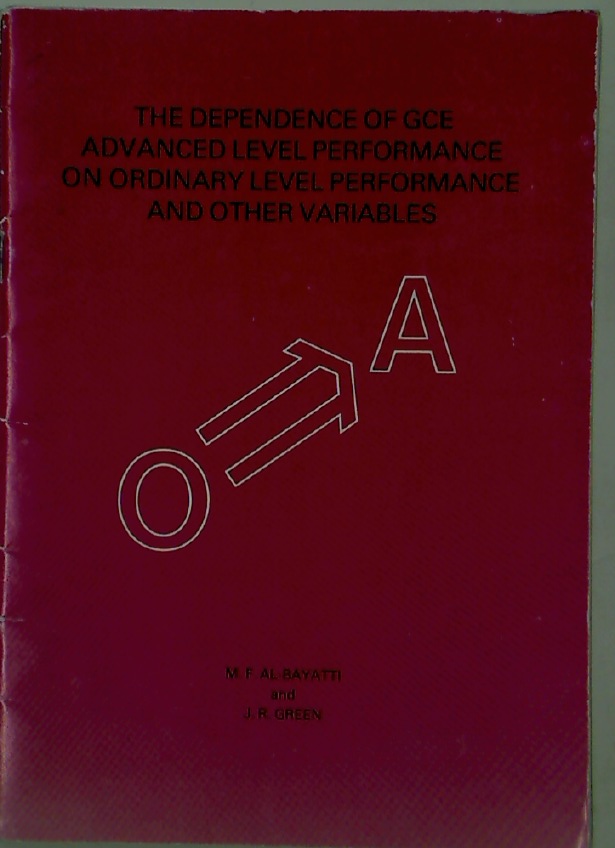 THE DEPENDENCE OF GCE
ADVANCED LEVEL PERFORMANCE
ON ORDINARY LEVEL PERFORMANCE
AND OTHER VARIABLES
A
O
M. F. AL-BAYATTI
and
J. R. GREEN